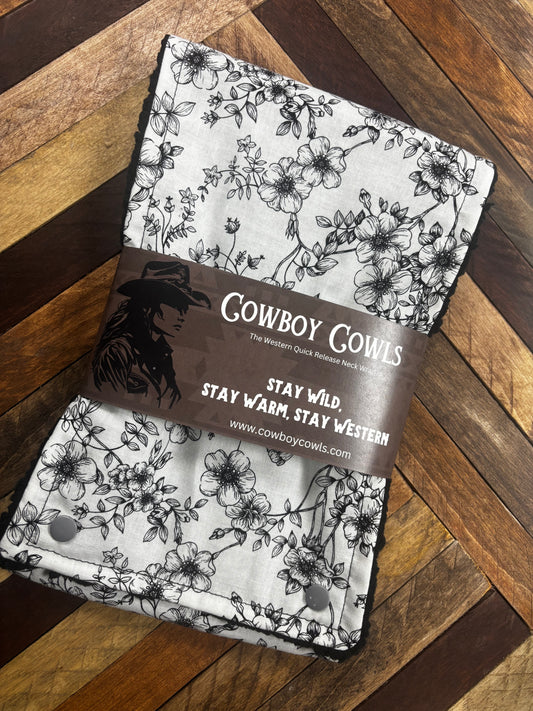 COWBOY COWLS
The Western Quick Release Neck Wrap
STAY WILD,
STAY WARM, STAY WESTERN
www.cowboycowls.com